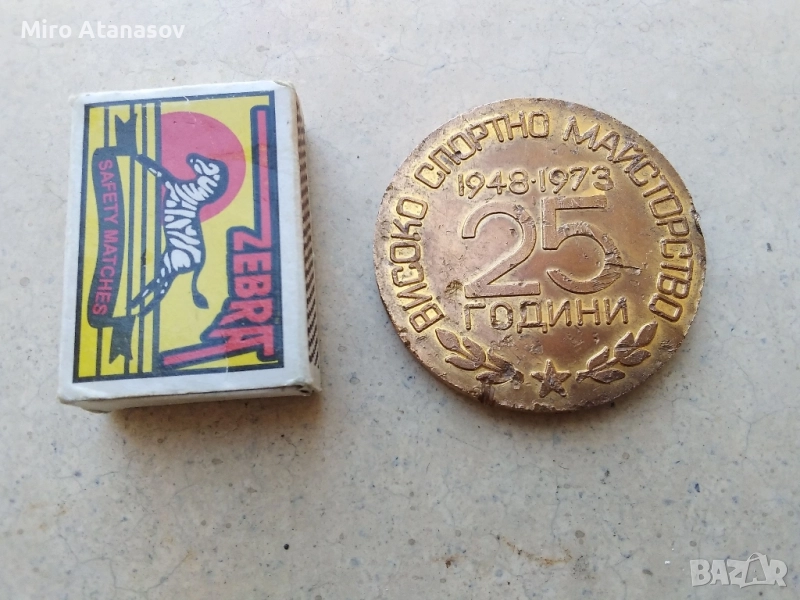 Miro Atanasov
SAFETY MATCHES
ZEBRA
ВИСОКО СПОРТНО МАЙСТОРСТВО
1948·1973
25
ГОДИНИ
BAZAR